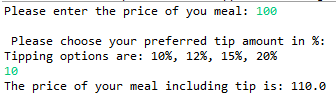 Please enter the price of you meal: 100
Please choose your preferred tip amount in %:
Tipping options are: 10%, 12%, 15%, 20%
10
The price of your meal including tip is: 110.0